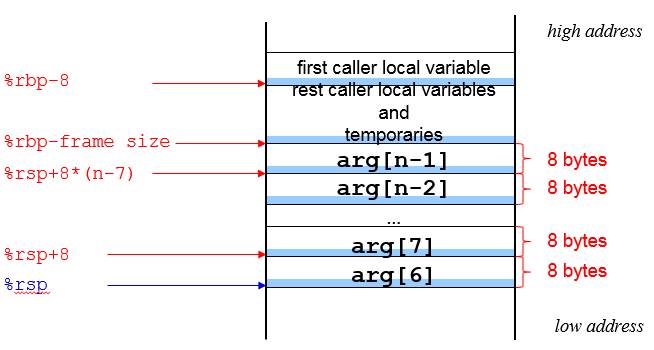 high address
first caller local variable
%rbp-8
rest caller local variables
and
temporaries
%rbp-frame size
arg[n-1]
8 bytes
%rsp+8*(n-7)
arg[n-2]
8 bytes
...
arg[7]
8 bytes
%rsp+8
arg[6]
8 bytes
%rsp
low address